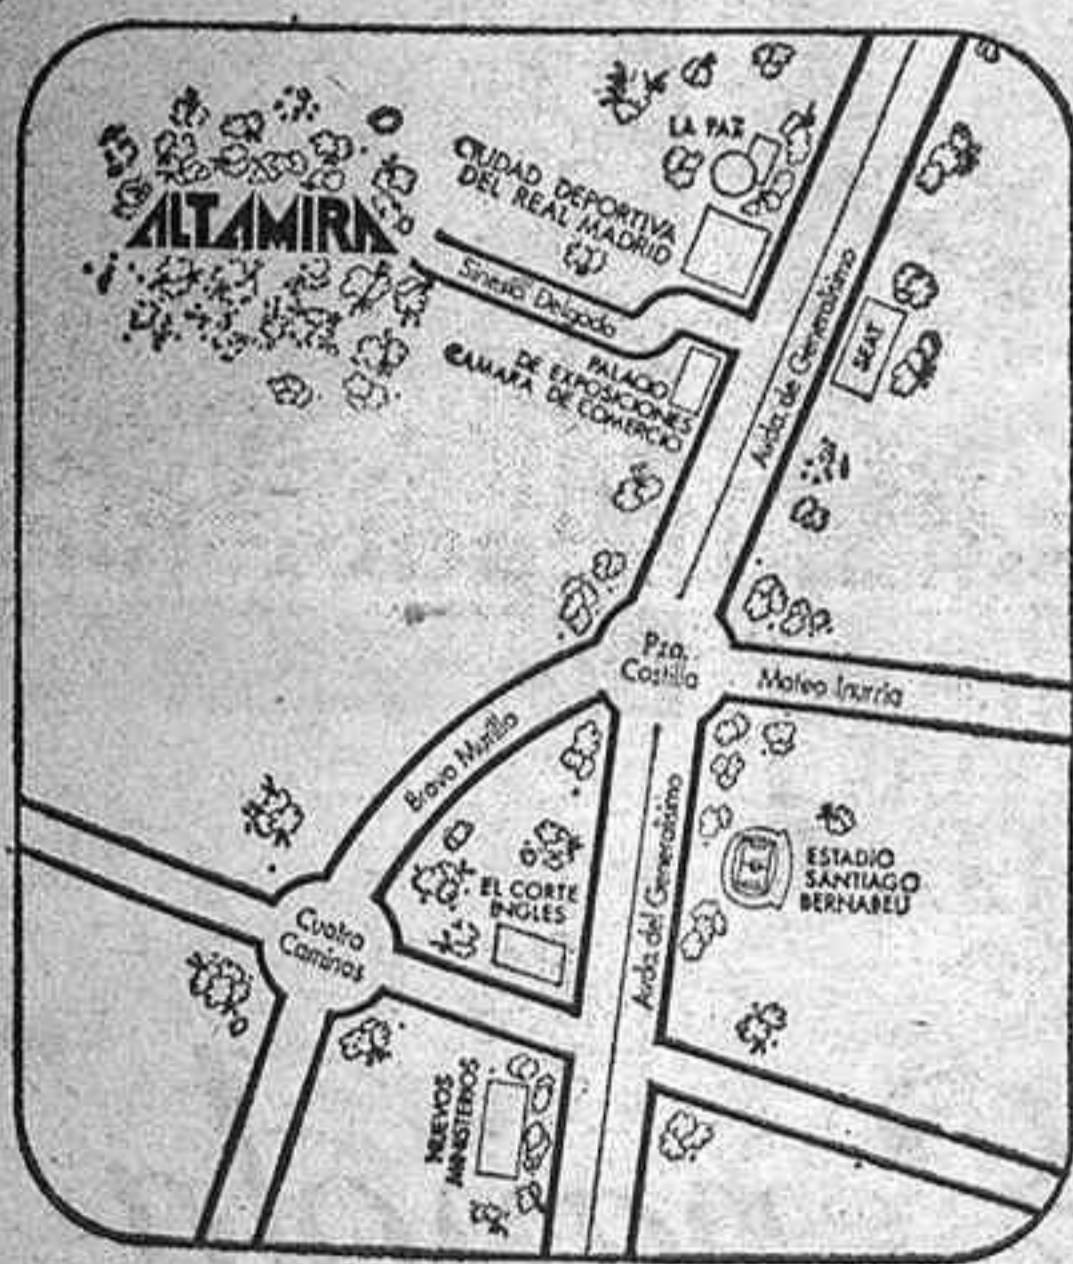 LA PAZ
CIUDAD DEPORTIVA
DEL REAL MADRID
ALTAMIRA
Sinesio Delgado
PALACIO
DE EXPOSICIONES
CAMARA DE COMERCIO
Avda. de Generalísimo
SEAT
Pza.
Castilla
Mateo Inurria
Bravo Murillo
EL CORTE
INGLES
Avda del Generalísimo
ESTADIO
SANTIAGO
BERNABEU
Cuatro
Caminos
NUEVOS
MINISTERIOS